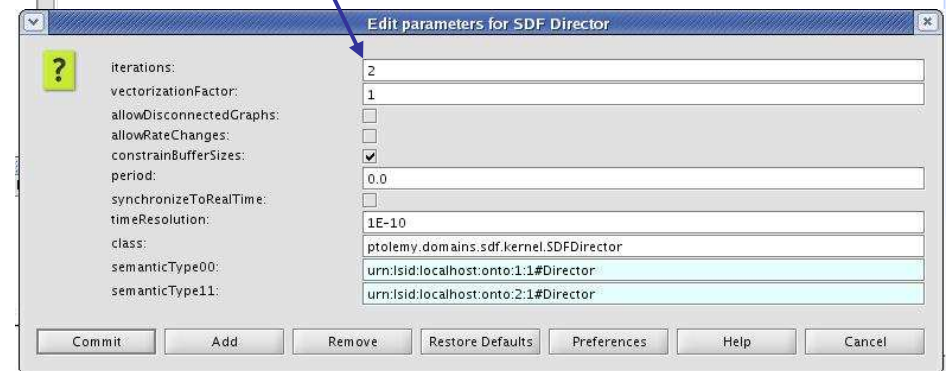 Edit parameters for SDF Director
?
iterations: 2
vectorizationFactor: 1
allowDisconnectedGraphs:
allowRateChanges:
constrainBufferSizes:
period: 0.0
synchronizeToRealTime:
timeResolution: 1E-10
class: ptolemy.domains.sdf.kernel.SDFDirector
semanticType00: urn:lsid:localhost:onto:1:1#Director
semanticType11: urn:lsid:localhost:onto:2:1#Director
Commit Add Remove Restore Defaults Preferences Help Cancel